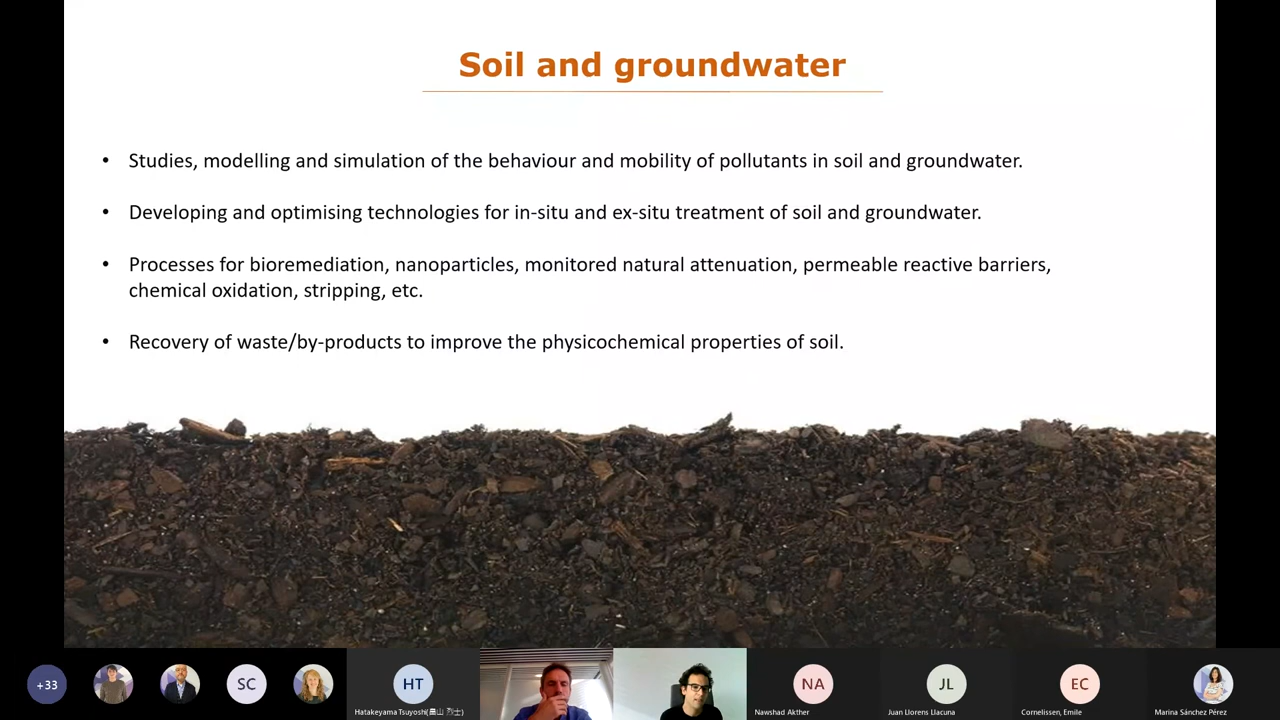 Soil and groundwater
• Studies, modelling and simulation of the behaviour and mobility of pollutants in soil and groundwater.
• Developing and optimising technologies for in-situ and ex-situ treatment of soil and groundwater.
• Processes for bioremediation, nanoparticles, monitored natural attenuation, permeable reactive barriers,
chemical oxidation, stripping, etc.
• Recovery of waste/by-products to improve the physicochemical properties of soil.
+33
SC
HT
NA
JL
EC
Hatakeyama Tsuyoshi(畠山 烈士)
Nawshad Akther
Juan Llorens Llacuna
Cornelissen, Emile
Marina Sánchez Pérez